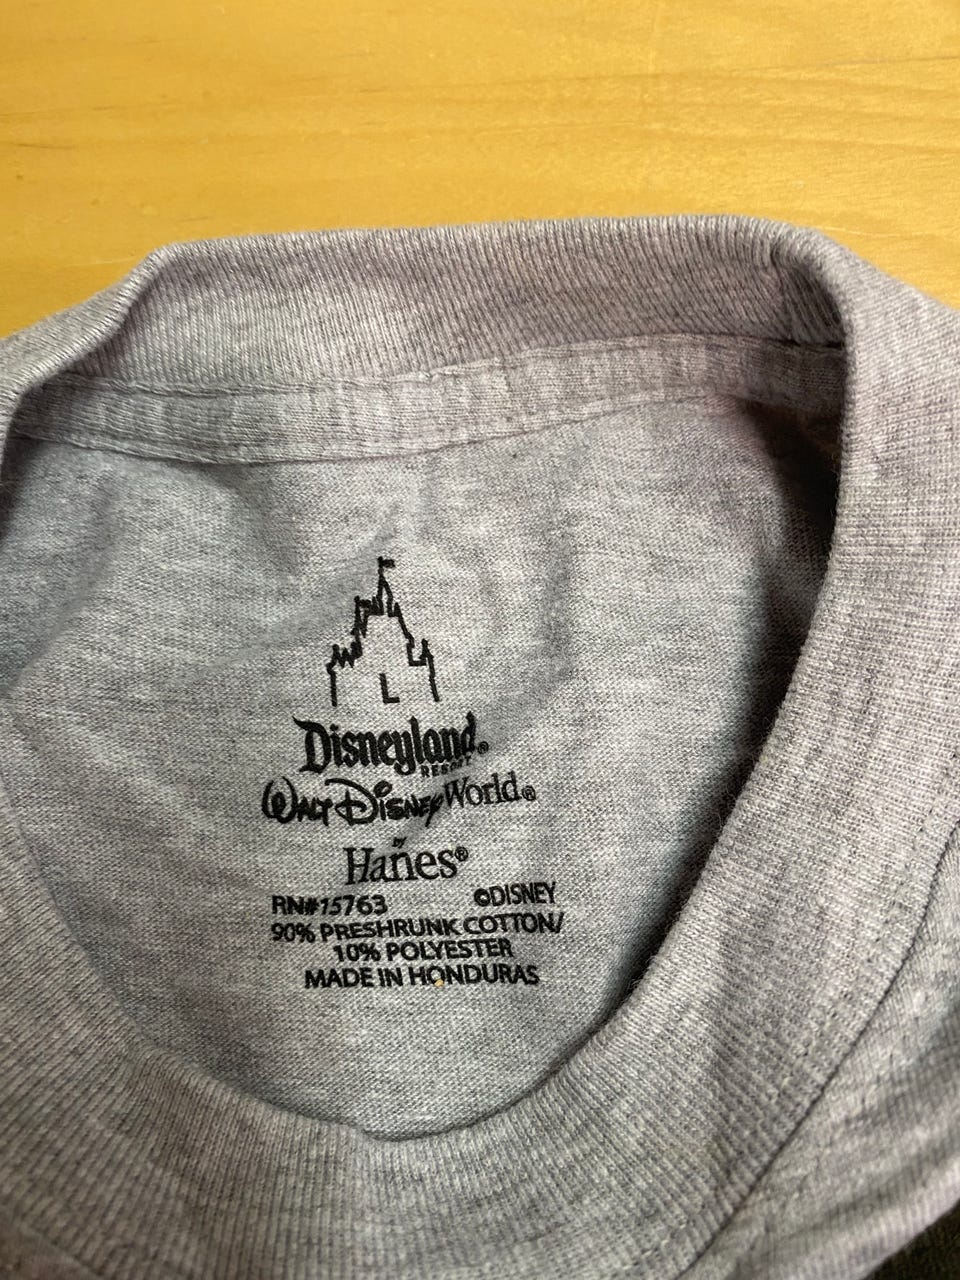 L
Disneyland®
RESORT
WALT DISNEY World®
BY
Hanes®
RN#15763 ©DISNEY
90% PRESHRUNK COTTON/
10% POLYESTER
MADE IN HONDURAS